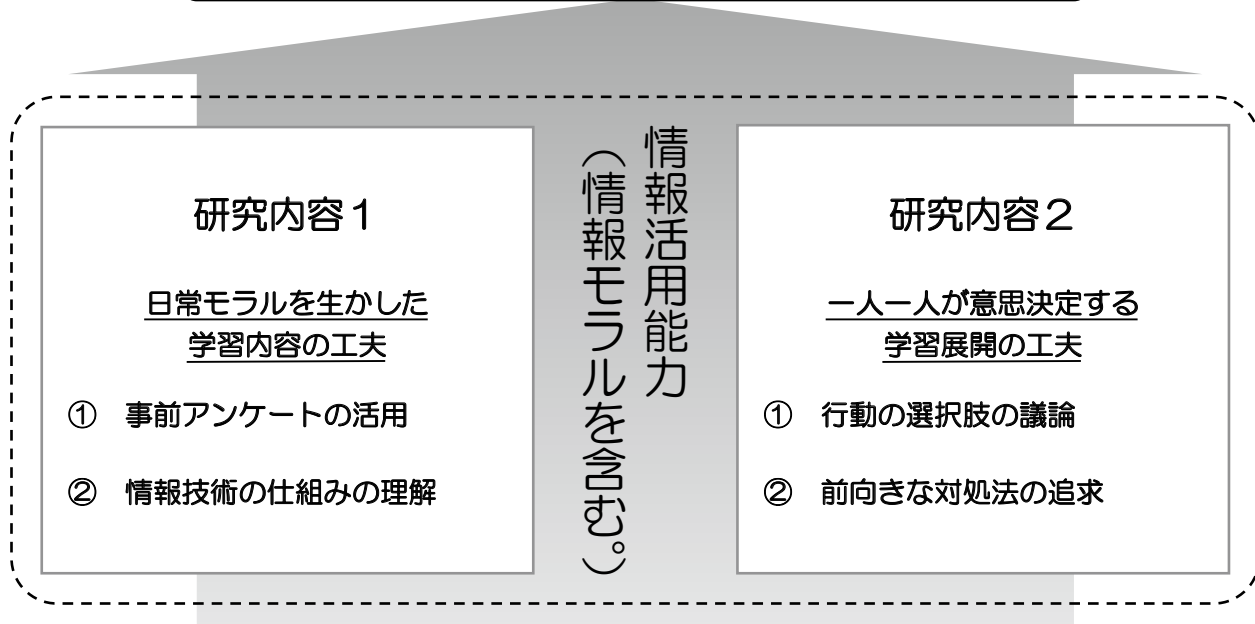 研究内容１
日常モラルを生かした
学習内容の工夫
①　事前アンケートの活用
②　情報技術の仕組みの理解
情報活用能力
（情報モラルを含む。）
研究内容２
一人一人が意思決定する
学習展開の工夫
①　行動の選択肢の議論
②　前向きな対処法の追求